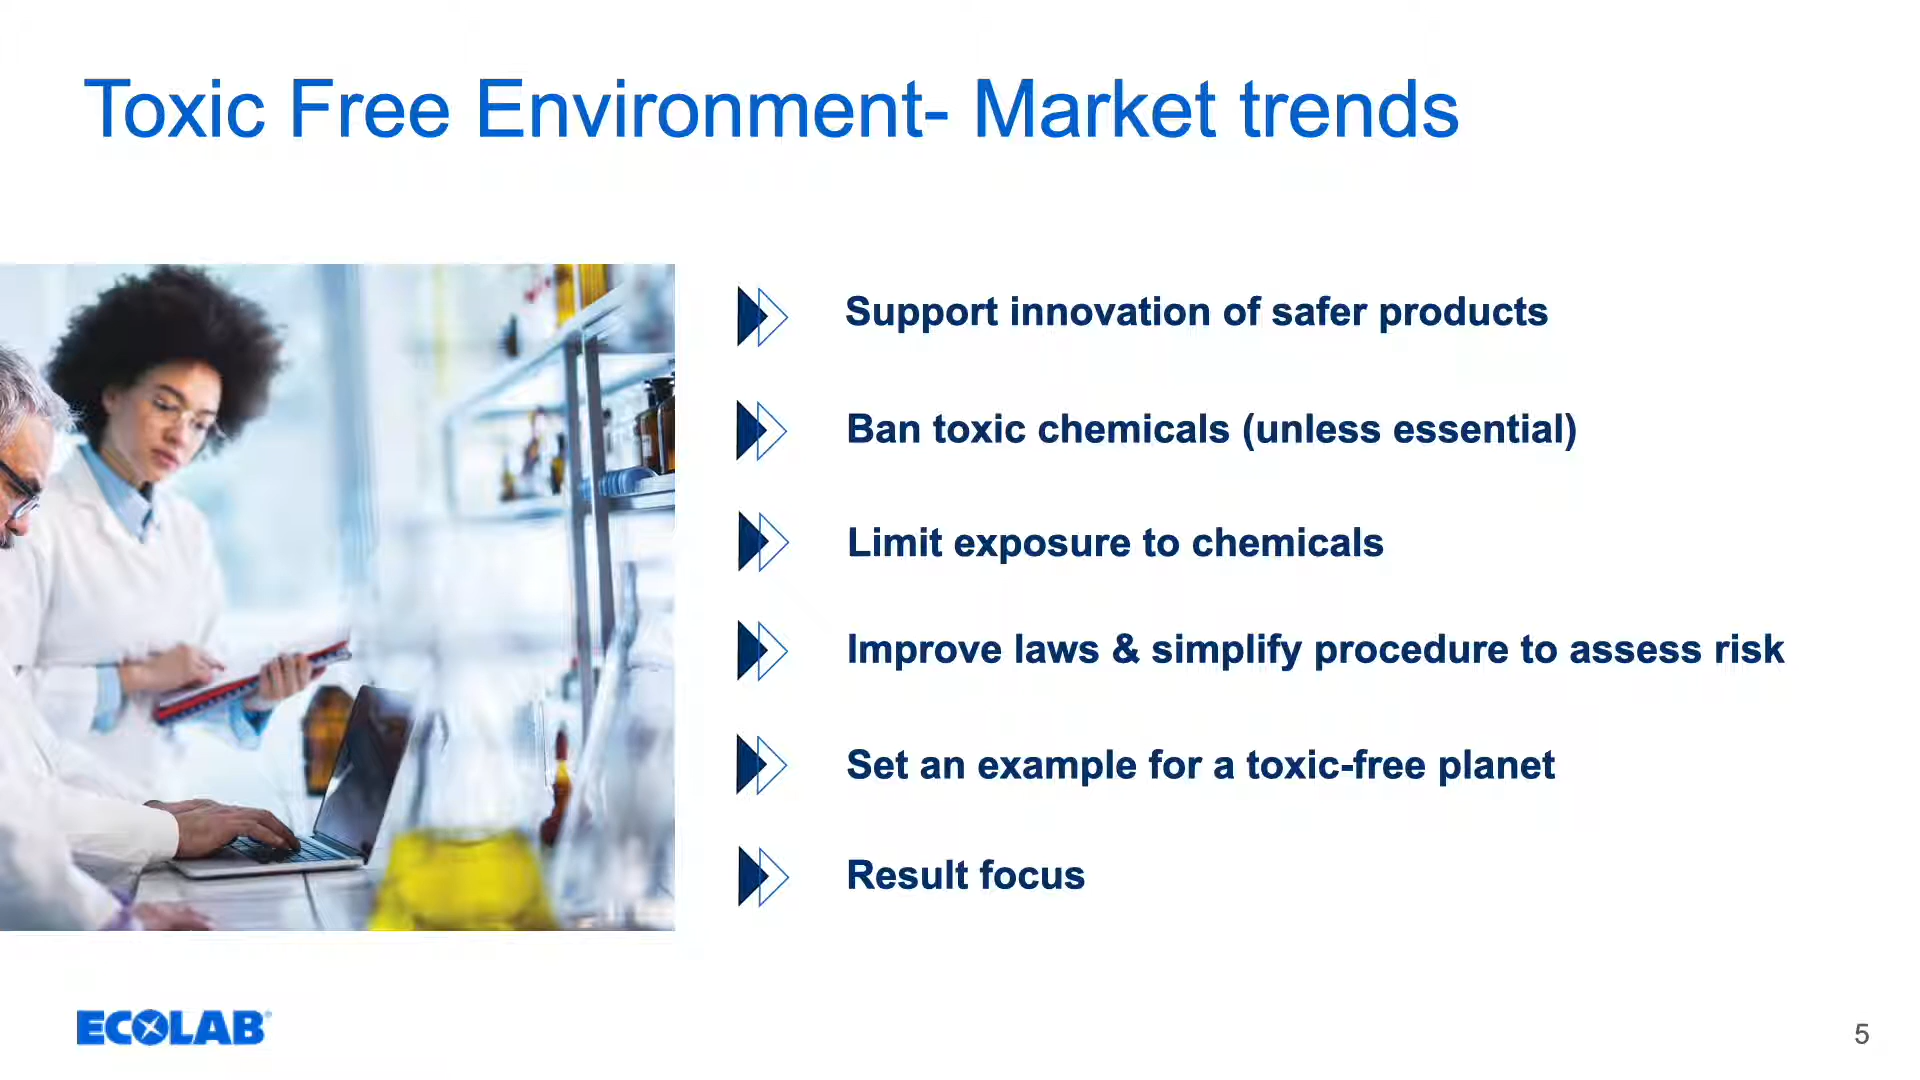 Toxic Free Environment- Market trends
Support innovation of safer products
Ban toxic chemicals (unless essential)
Limit exposure to chemicals
Improve laws & simplify procedure to assess risk
Set an example for a toxic-free planet
Result focus
ECOLAB®
5